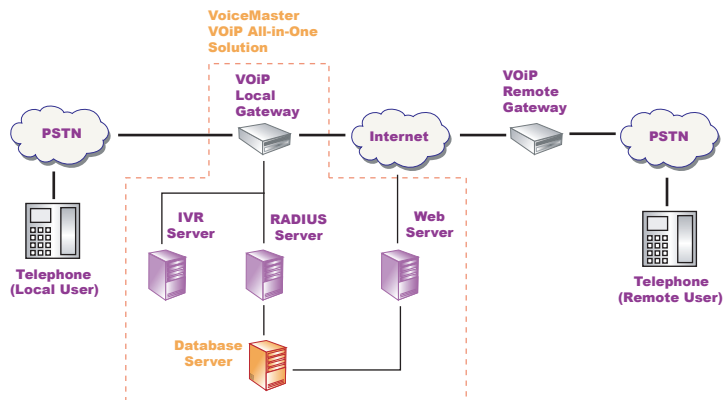 VoiceMaster
VOiP All-in-One
Solution
VOiP
Local
Gateway
VOiP
Remote
Gateway
PSTN
Internet
PSTN
IVR
Server
RADIUS
Server
Web
Server
Telephone
(Local User)
Telephone
(Remote User)
Database
Server